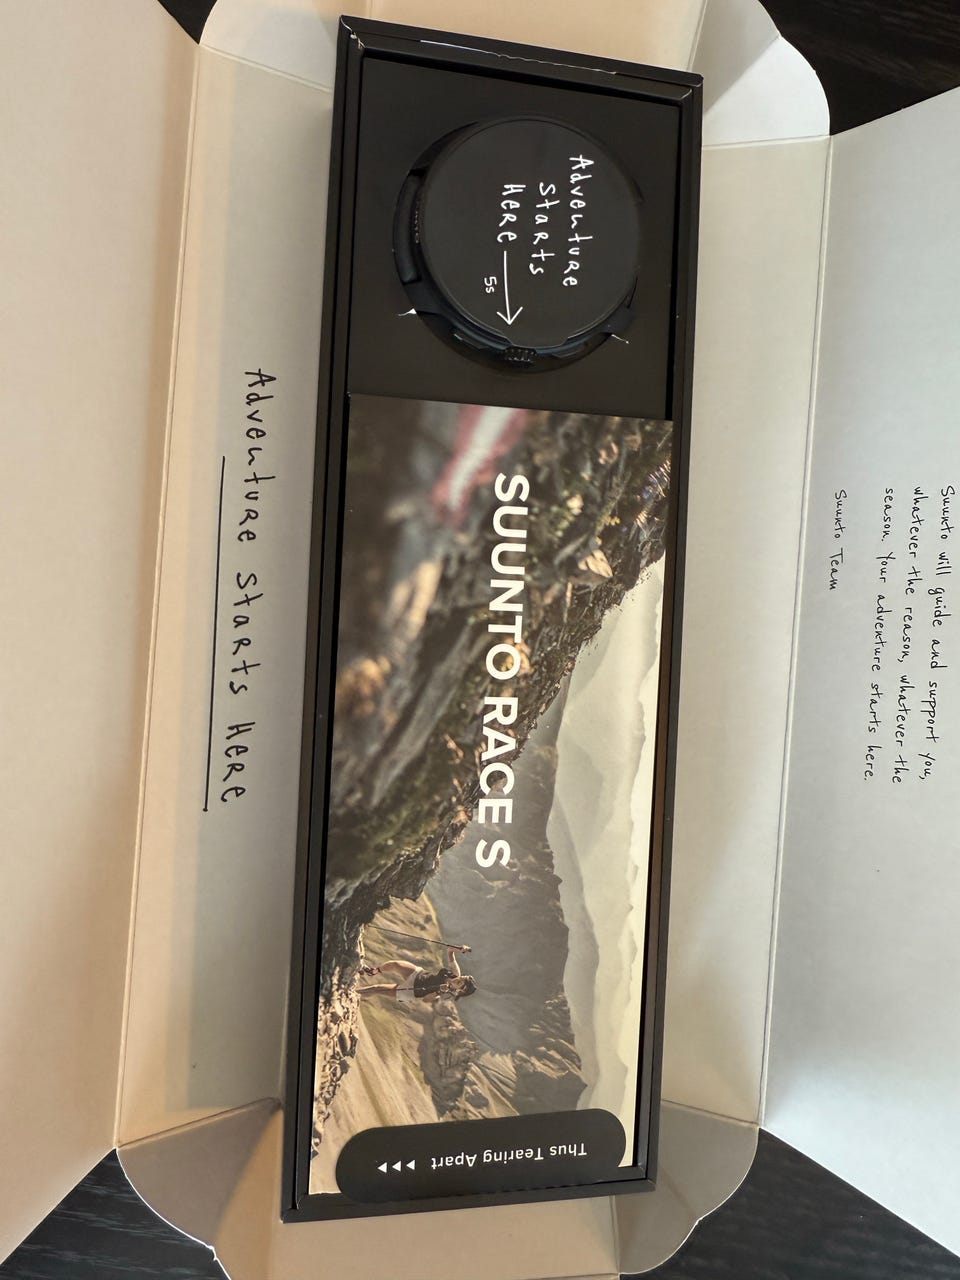 Suunto will guide and support you,
whatever the reason, whatever the
season. Your adventure starts here.
Suunto Team
Adventure
Starts
HERE
5s
SUUNTO RACE S
Thus Tearing Apart
Adventure Starts HERE